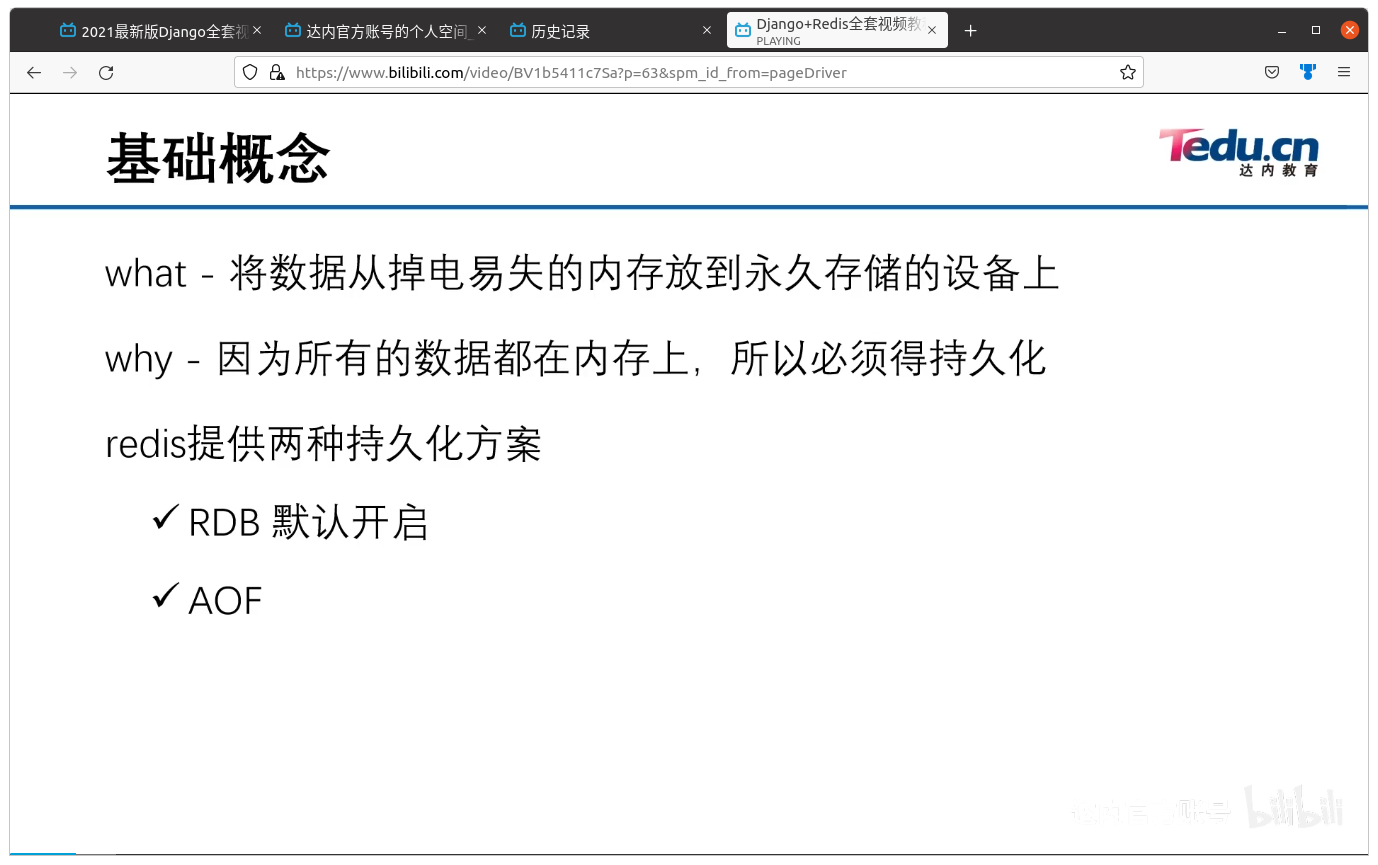 2021最新版Django全套视
达内官方账号的个人空间_
历史记录
Django+Redis全套视频教
PLAYING
https://www.bilibili.com/video/BV1b5411c7Sa?p=63&spm_id_from=pageDriver
基础概念
Tedu.cn
达内教育
what - 将数据从掉电易失的内存放到永久存储的设备上
why - 因为所有的数据都在内存上，所以必须得持久化
redis提供两种持久化方案
✓ RDB 默认开启
✓ AOF
达内官方账号 bilibili